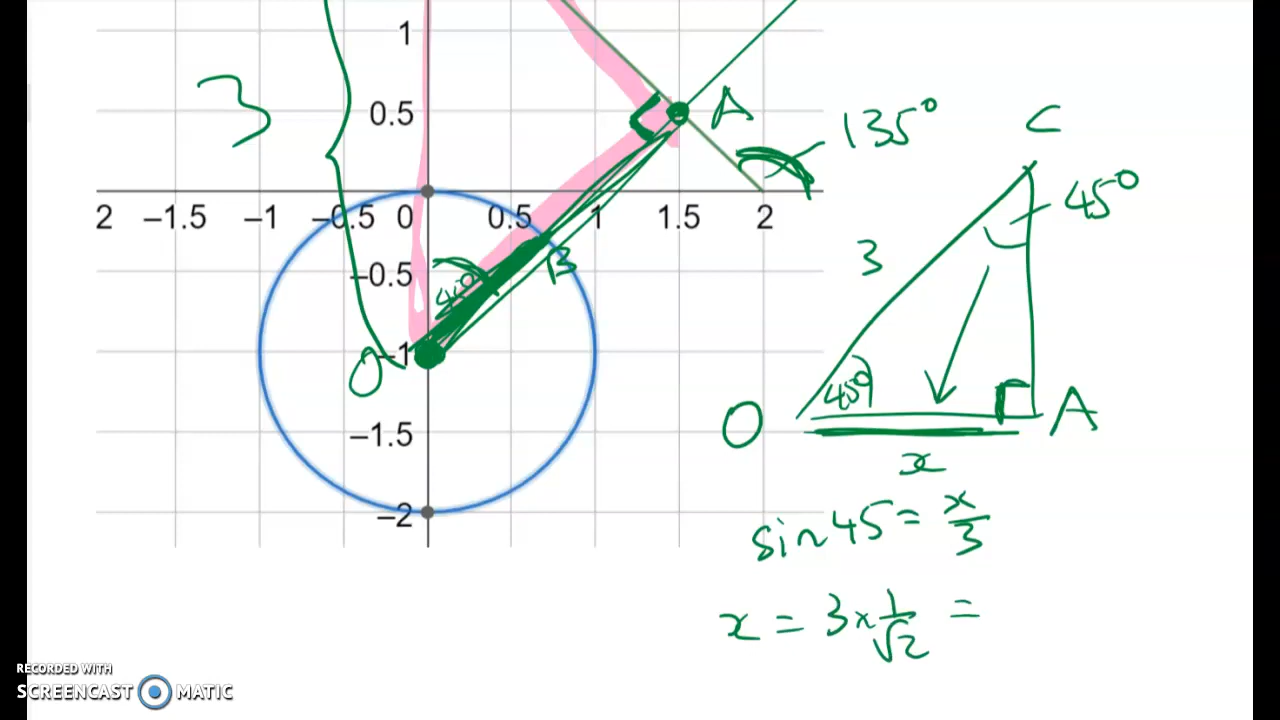 1
3
0.5
A
135°
C
45°
2 –1.5 –1 –0.5 0 0.5 1 1.5 2
3
B
–0.5
45°
–1
O
45°
O
A
–1.5
x
–2
sin 45 = x/3
x = 3 × 1/√2 =
RECORDED WITH
SCREENCAST MATIC